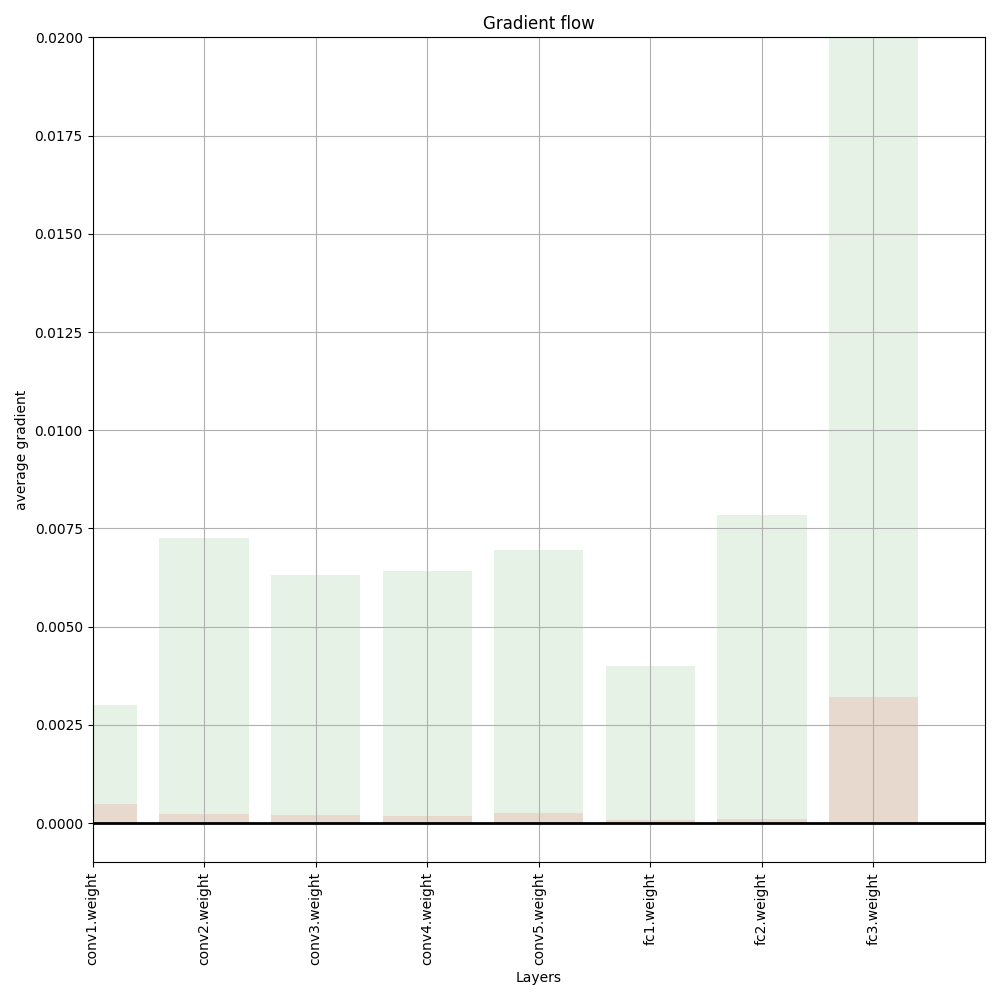 Gradient flow
0.0200
0.0175
0.0150
0.0125
0.0100
0.0075
0.0050
0.0025
0.0000
average gradient
conv1.weight
conv2.weight
conv3.weight
conv4.weight
conv5.weight
fc1.weight
fc2.weight
fc3.weight
Layers